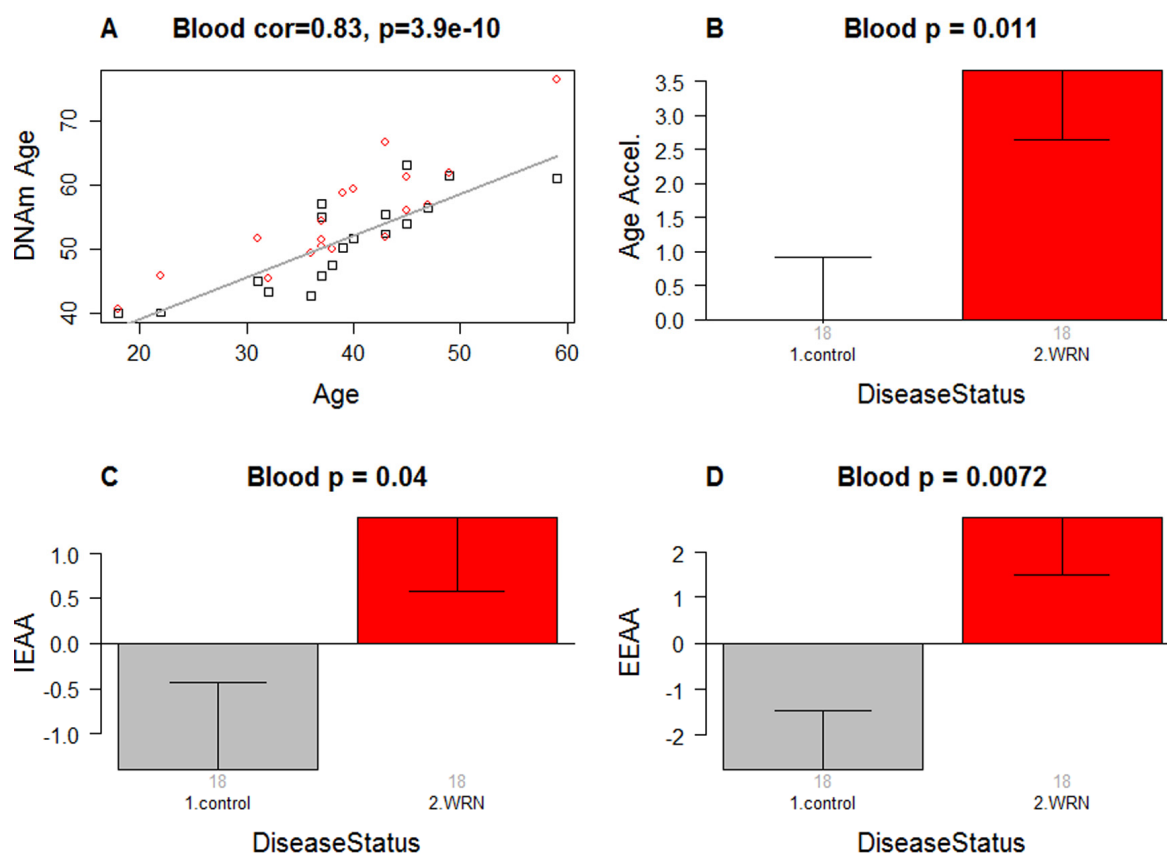 A Blood cor=0.83, p=3.9e-10
DNAm Age
70
60
50
40
20 30 40 50 60
Age
B Blood p = 0.011
Age Accel.
3.5
3.0
2.5
2.0
1.5
1.0
0.5
0.0
18 18
1.control 2.WRN
DiseaseStatus
C Blood p = 0.04
IEAA
1.0
0.5
0.0
-0.5
-1.0
18 18
1.control 2.WRN
DiseaseStatus
D Blood p = 0.0072
EEAA
2
1
0
-1
-2
18 18
1.control 2.WRN
DiseaseStatus